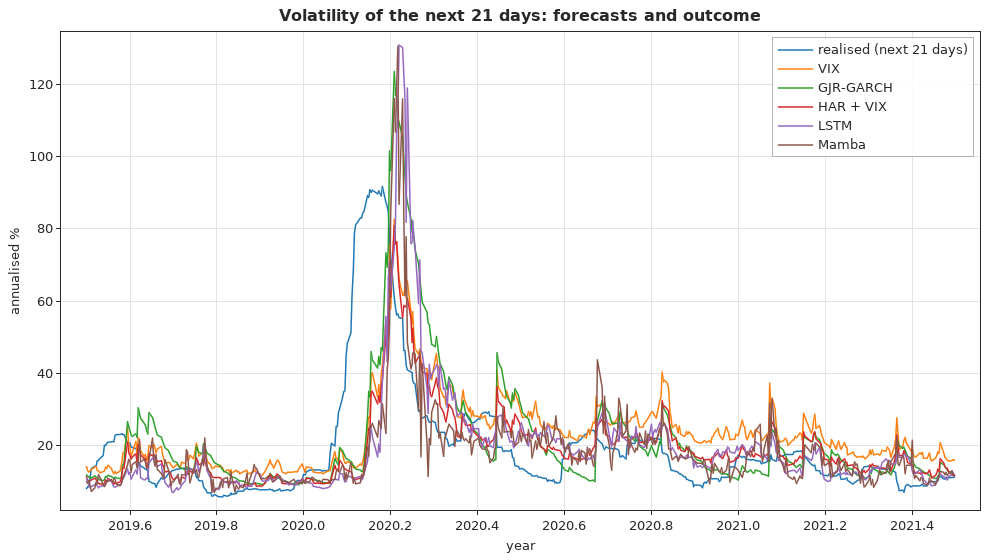 Volatility of the next 21 days: forecasts and outcome
realised (next 21 days)
VIX
GJR-GARCH
HAR + VIX
LSTM
Mamba
annualised %
120
100
80
60
40
20
2019.6
2019.8
2020.0
2020.2
2020.4
2020.6
2020.8
2021.0
2021.2
2021.4
year